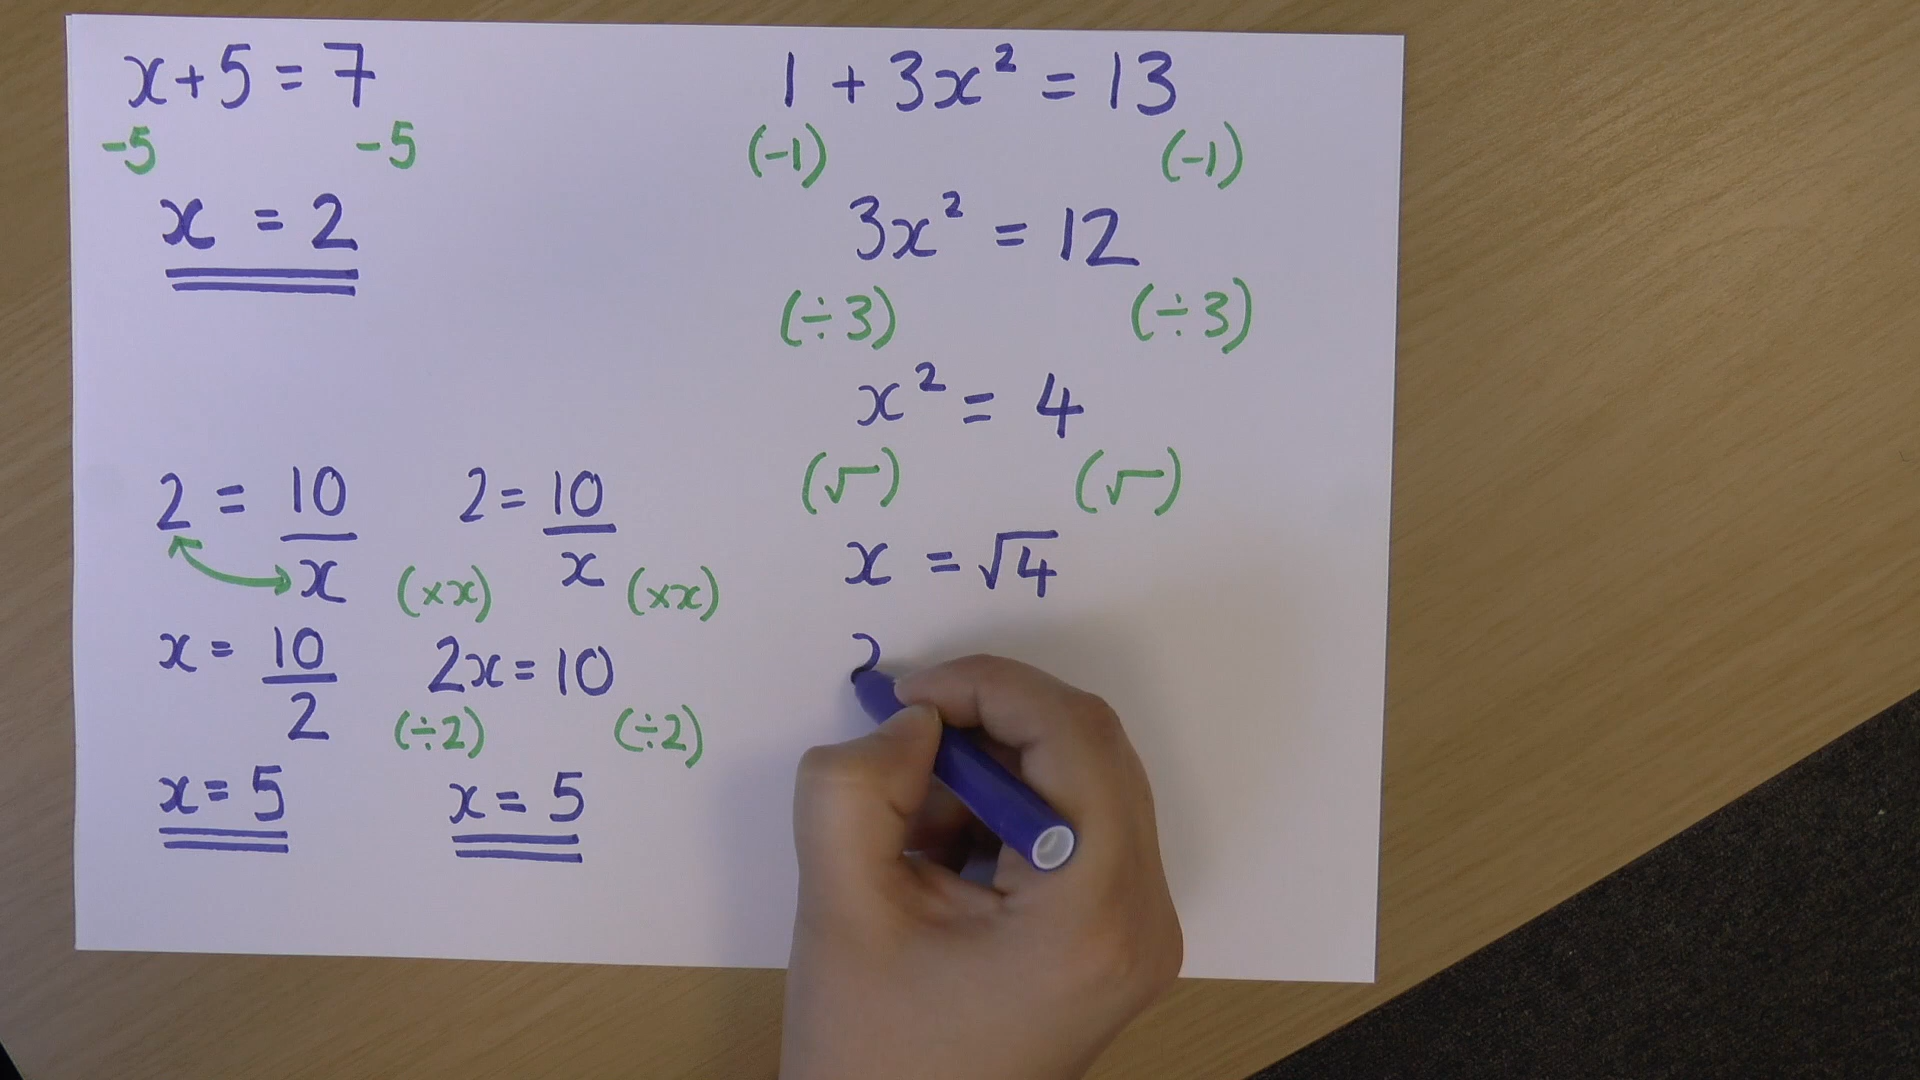 x+5=7
-5 -5
x = 2
2 = 10/x
x = 10/2
x = 5
2 = 10/x
(×x) (×x)
2x = 10
(÷2) (÷2)
x = 5
1 + 3x² = 13
(-1) (-1)
3x² = 12
(÷3) (÷3)
x² = 4
(√) (√)
x = √4